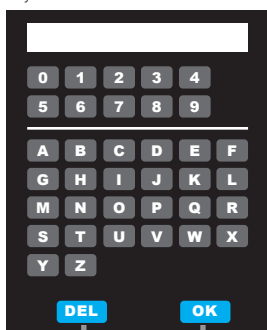 0 1 2 3 4
5 6 7 8 9
A B C D E F
G H I J K L
M N O P Q R
S T U V W X
Y Z
DEL OK